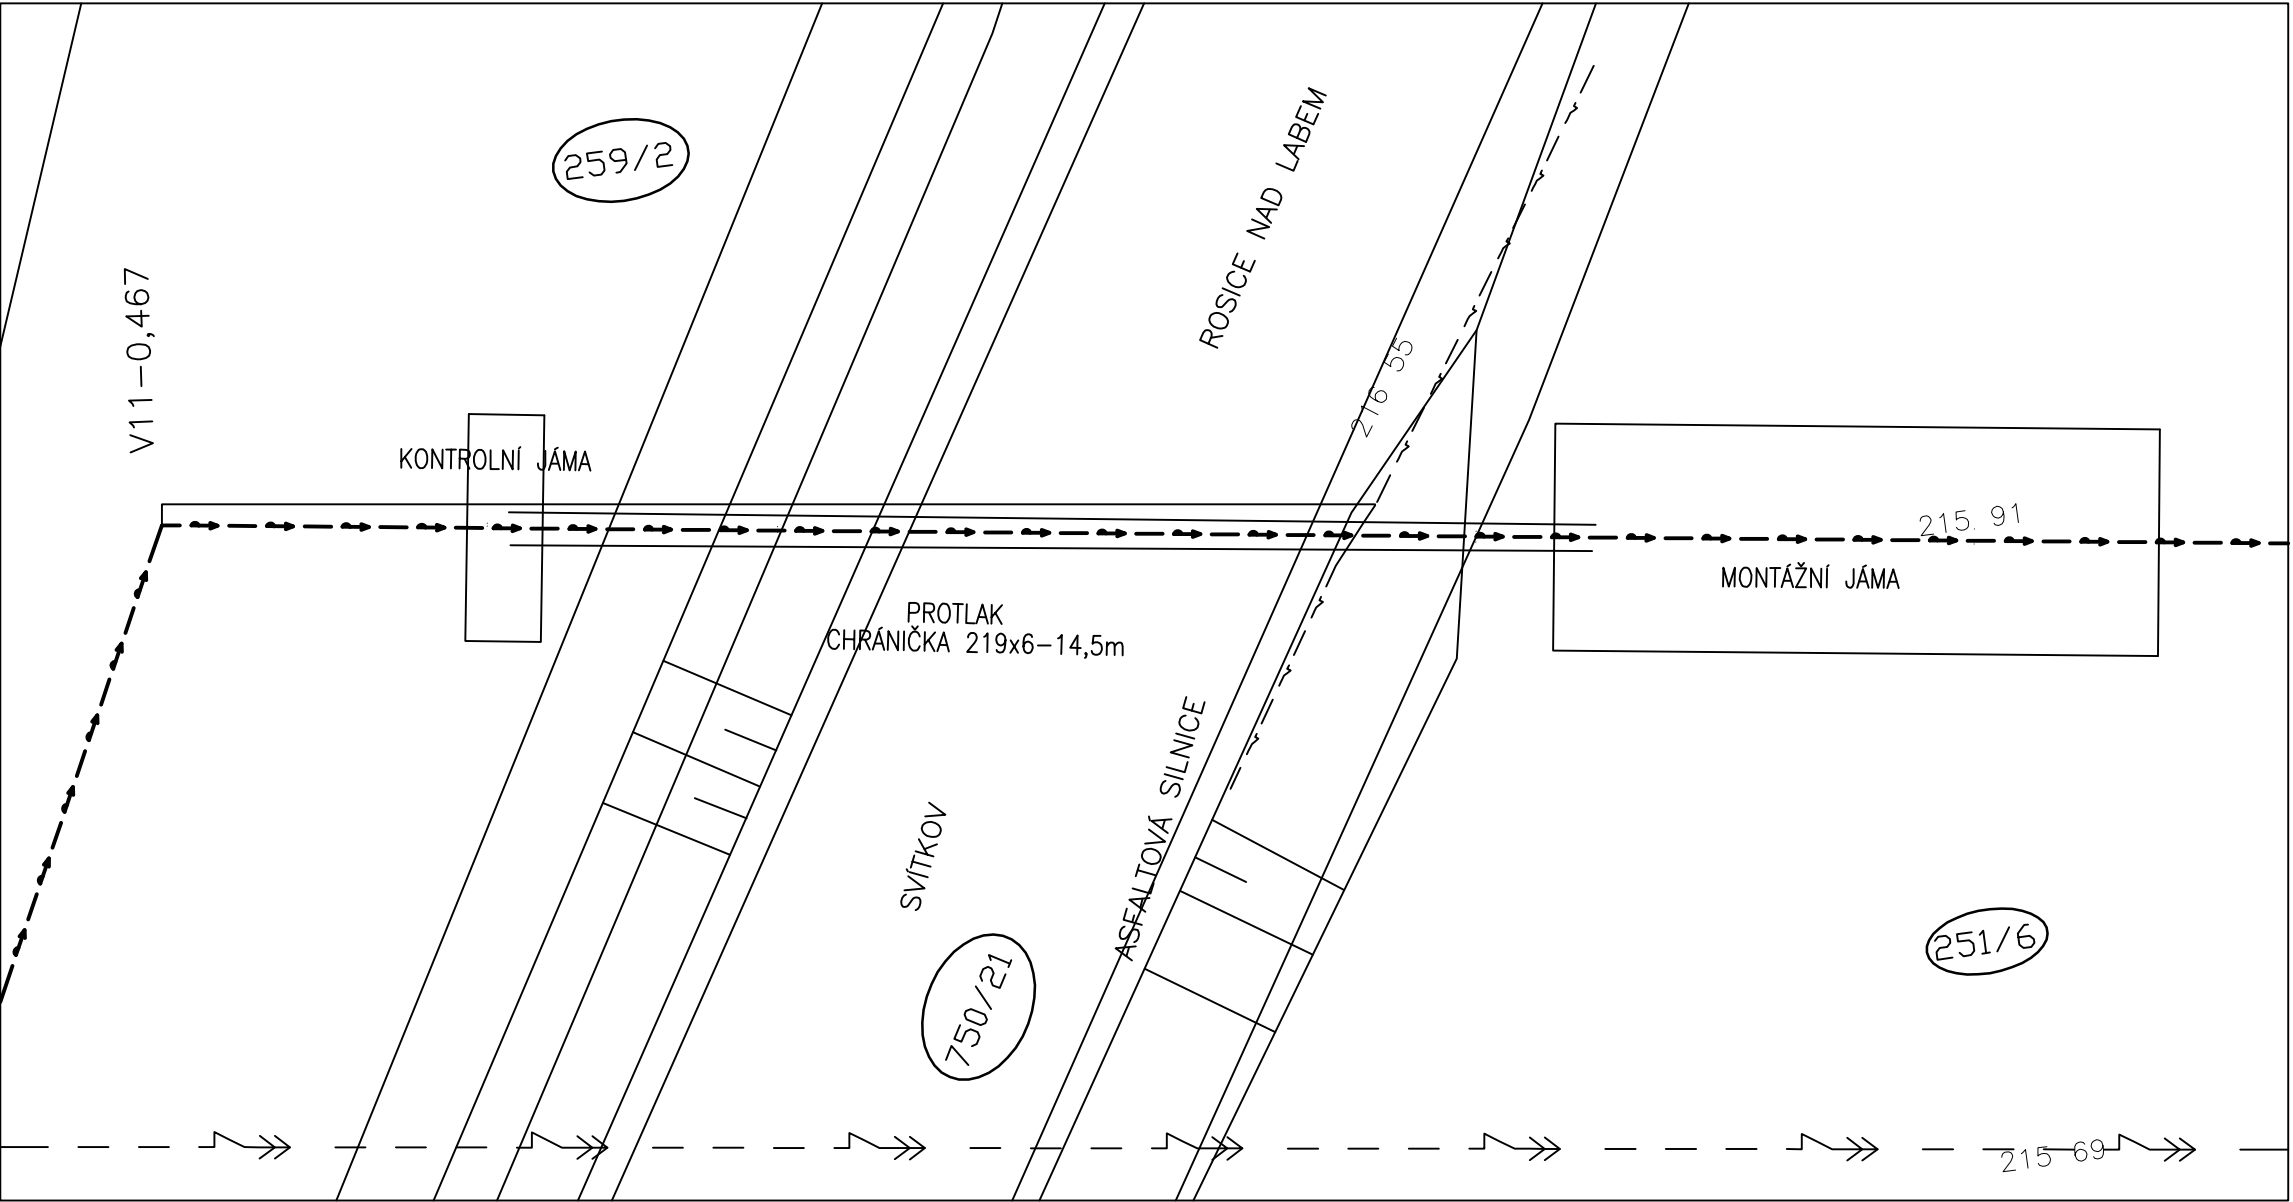 259/2
ROSICE NAD LABEM
V11-0,467
216 55
KONTROLNÍ JÁMA
215.91
MONTÁŽNÍ JÁMA
PROTLAK
CHRÁNIČKA 219x6-14,5m
SVÍTKOV
ASFALTOVÁ SILNICE
750/21
251/6
215 69